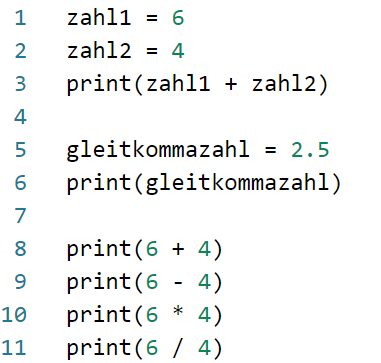 1 zahl1 = 6
2 zahl2 = 4
3 print(zahl1 + zahl2)
4
5 gleitkommazahl = 2.5
6 print(gleitkommazahl)
7
8 print(6 + 4)
9 print(6 - 4)
10 print(6 * 4)
11 print(6 / 4)